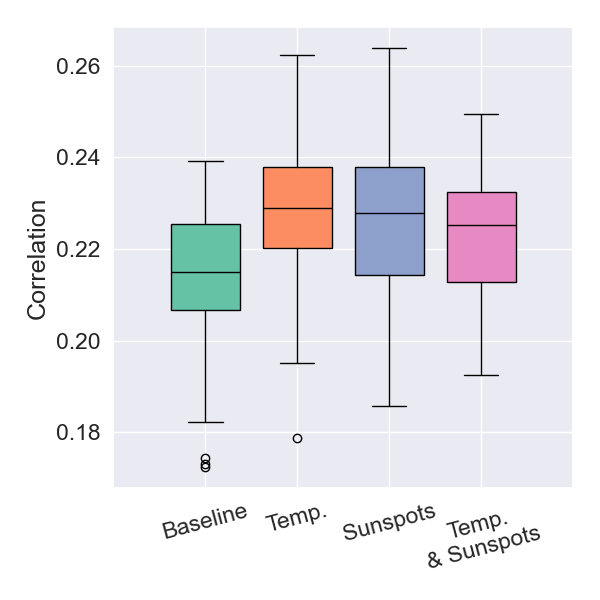 0.26
0.24
0.22
0.20
0.18
Correlation
Baseline
Temp.
Sunspots
Temp.
& Sunspots